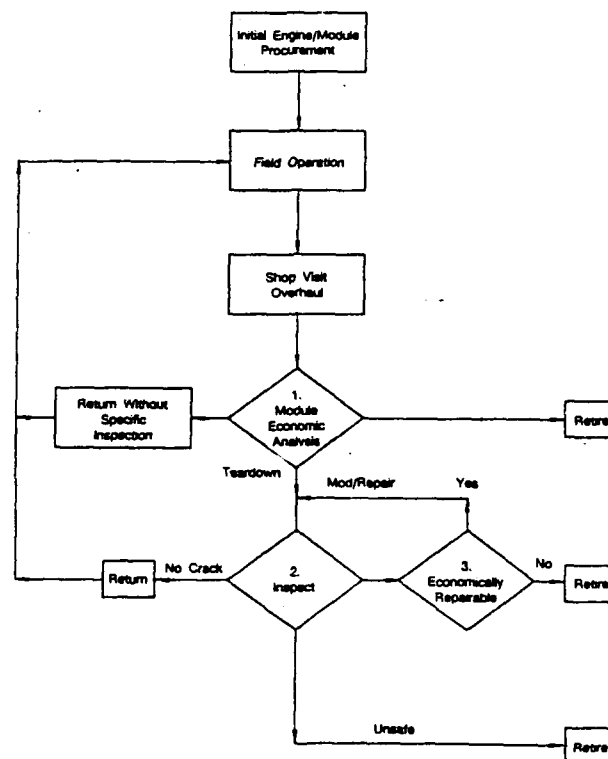 Initial Engine/Module
Procurement
Field Operation
Shop Visit
Overhaul
1.
Module
Economic
Analysis
Return Without
Specific
Inspection
Retire
Teardown
Mod/Repair
Yes
No Crack
Return
2.
Inspect
3.
Economically
Repairable
No
Retire
Unsafe
Retire